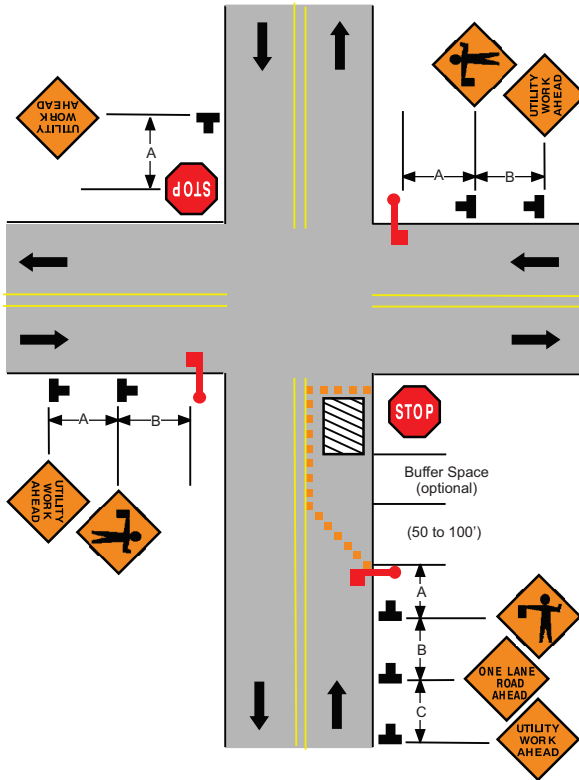 UTILITY
WORK
AHEAD
A
STOP
UTILITY
WORK
AHEAD
A
B
A
B
UTILITY
WORK
AHEAD
STOP
Buffer Space
(optional)
(50 to 100')
A
B
ONE LANE
ROAD
AHEAD
C
UTILITY
WORK
AHEAD